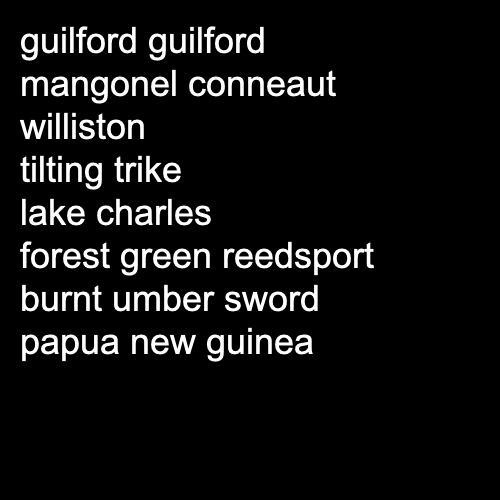 guilford guilford
mangonel conneaut
williston
tilting trike
lake charles
forest green reedsport
burnt umber sword
papua new guinea